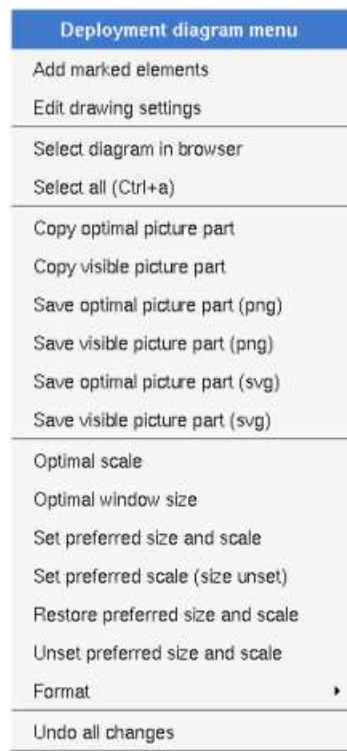 Deployment diagram menu
Add marked elements
Edit drawing settings
Select diagram in browser
Select all (Ctrl+a)
Copy optimal picture part
Copy visible picture part
Save optimal picture part (png)
Save visible picture part (png)
Save optimal picture part (svg)
Save visible picture part (svg)
Optimal scale
Optimal window size
Set preferred size and scale
Set preferred scale (size unset)
Restore preferred size and scale
Unset preferred size and scale
Format
Undo all changes